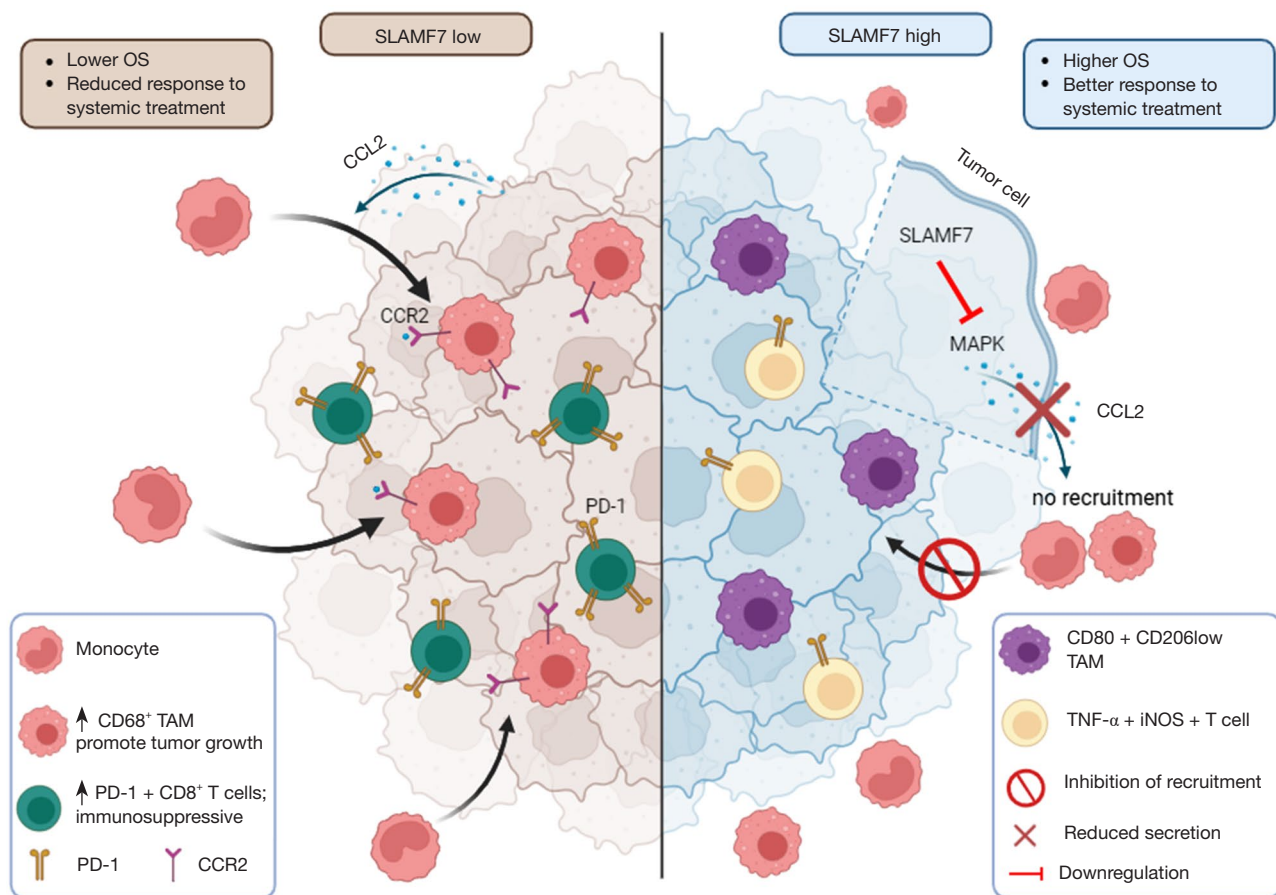 SLAMF7 low
SLAMF7 high
• Lower OS
• Reduced response to
systemic treatment
• Higher OS
• Better response to
systemic treatment
CCL2
CCR2
PD-1
Tumor cell
SLAMF7
MAPK
CCL2
no recruitment
Monocyte
↑ CD68⁺ TAM
promote tumor growth
↑ PD-1 + CD8⁺ T cells;
immunosuppressive
PD-1
CCR2
CD80 + CD206low
TAM
TNF-α + iNOS + T cell
Inhibition of recruitment
Reduced secretion
Downregulation